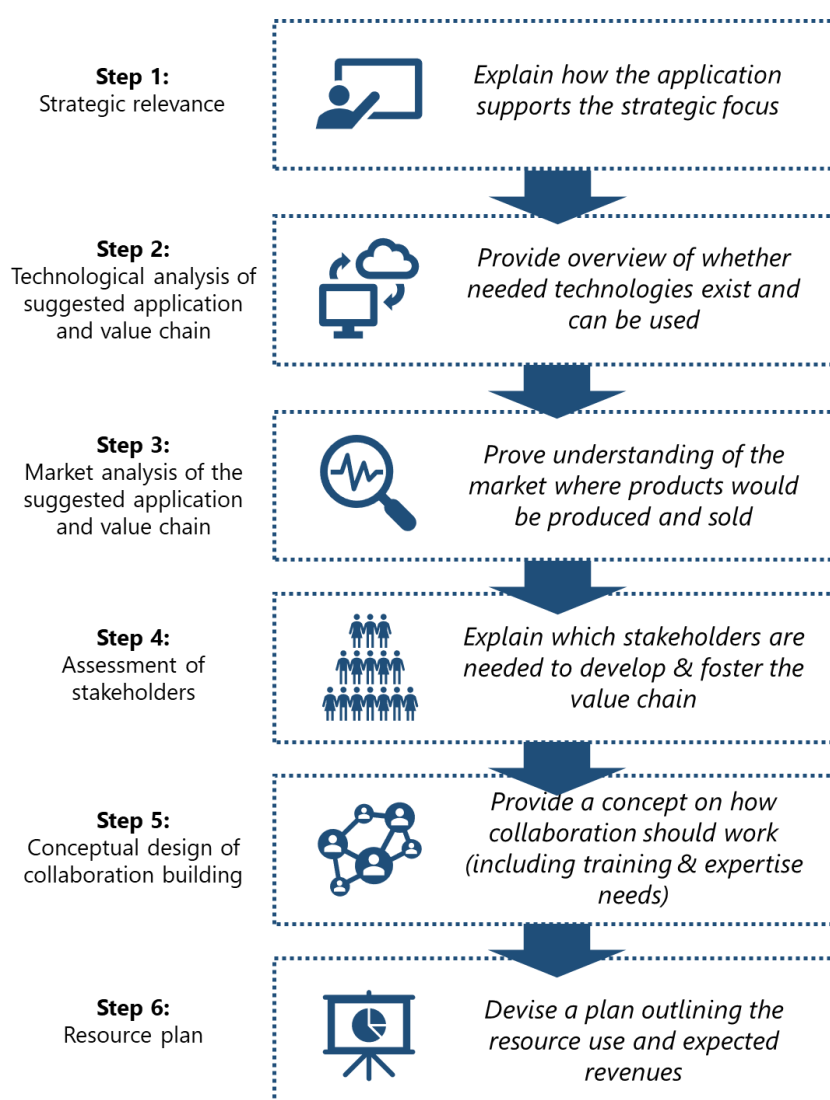 Step 1:
Strategic relevance
Explain how the application
supports the strategic focus
Step 2:
Technological analysis of
suggested application
and value chain
Provide overview of whether
needed technologies exist and
can be used
Step 3:
Market analysis of the
suggested application
and value chain
Prove understanding of the
market where products would
be produced and sold
Step 4:
Assessment of
stakeholders
Explain which stakeholders are
needed to develop & foster the
value chain
Step 5:
Conceptual design of
collaboration building
Provide a concept on how
collaboration should work
(including training & expertise
needs)
Step 6:
Resource plan
Devise a plan outlining the
resource use and expected
revenues